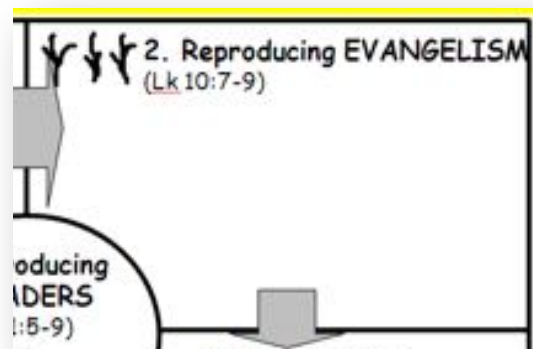 2. Reproducing EVANGELISM
(Lk 10:7-9)
oducing
ADERS
:5-9)